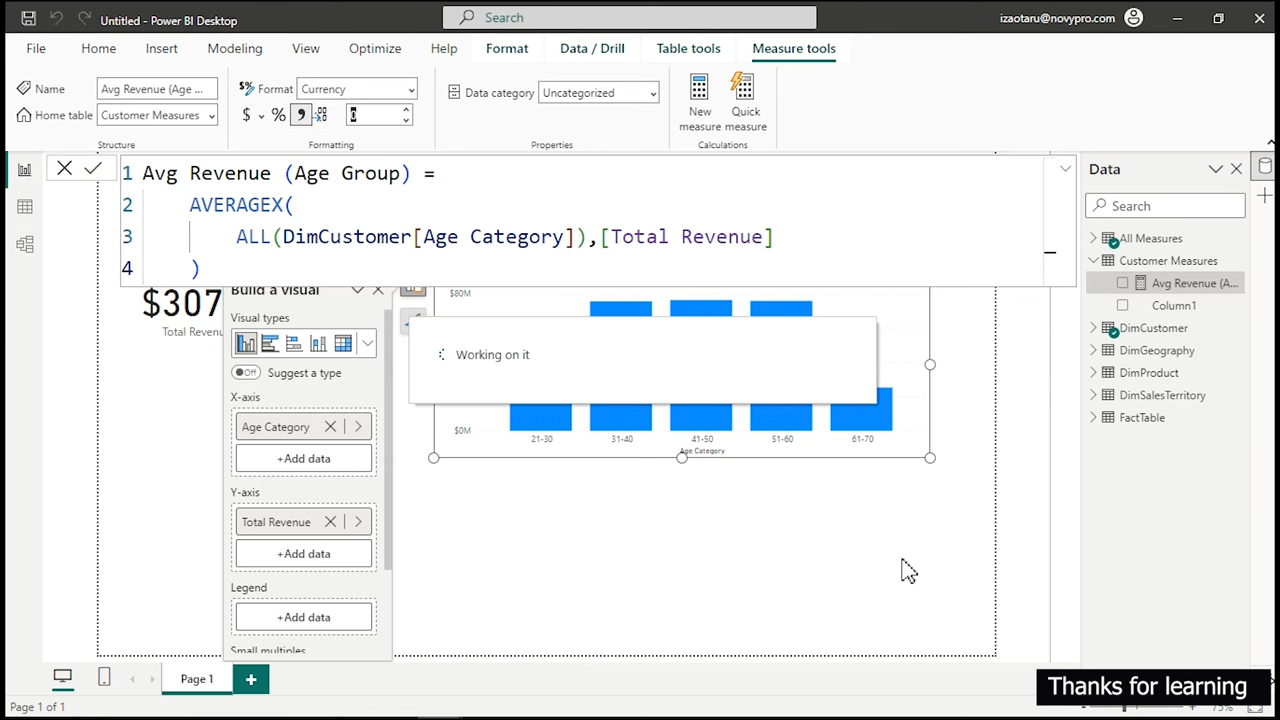 Untitled - Power BI Desktop
Search
izaotaru@novypro.com
File Home Insert Modeling View Optimize Help Format Data / Drill Table tools Measure tools
Name Avg Revenue (Age ...
Home table Customer Measures
Structure
Format Currency
$ % 0
Formatting
Data category Uncategorized
Properties
New measure
Quick measure
Calculations
1 Avg Revenue (Age Group) =
2 AVERAGEX(
3 ALL(DimCustomer[Age Category]),[Total Revenue]
4 )
$307
Total Revenu
Build a visual
Visual types
Off Suggest a type
X-axis
Age Category
+Add data
Y-axis
Total Revenue
+Add data
Legend
+Add data
Small multiples
$80M
Working on it
$0M
21-30 31-40 41-50 51-60 61-70
Age Category
Data
Search
All Measures
Customer Measures
Avg Revenue (A...
Column1
DimCustomer
DimGeography
DimProduct
DimSalesTerritory
FactTable
Page 1
Page 1 of 1
Thanks for learning
75%